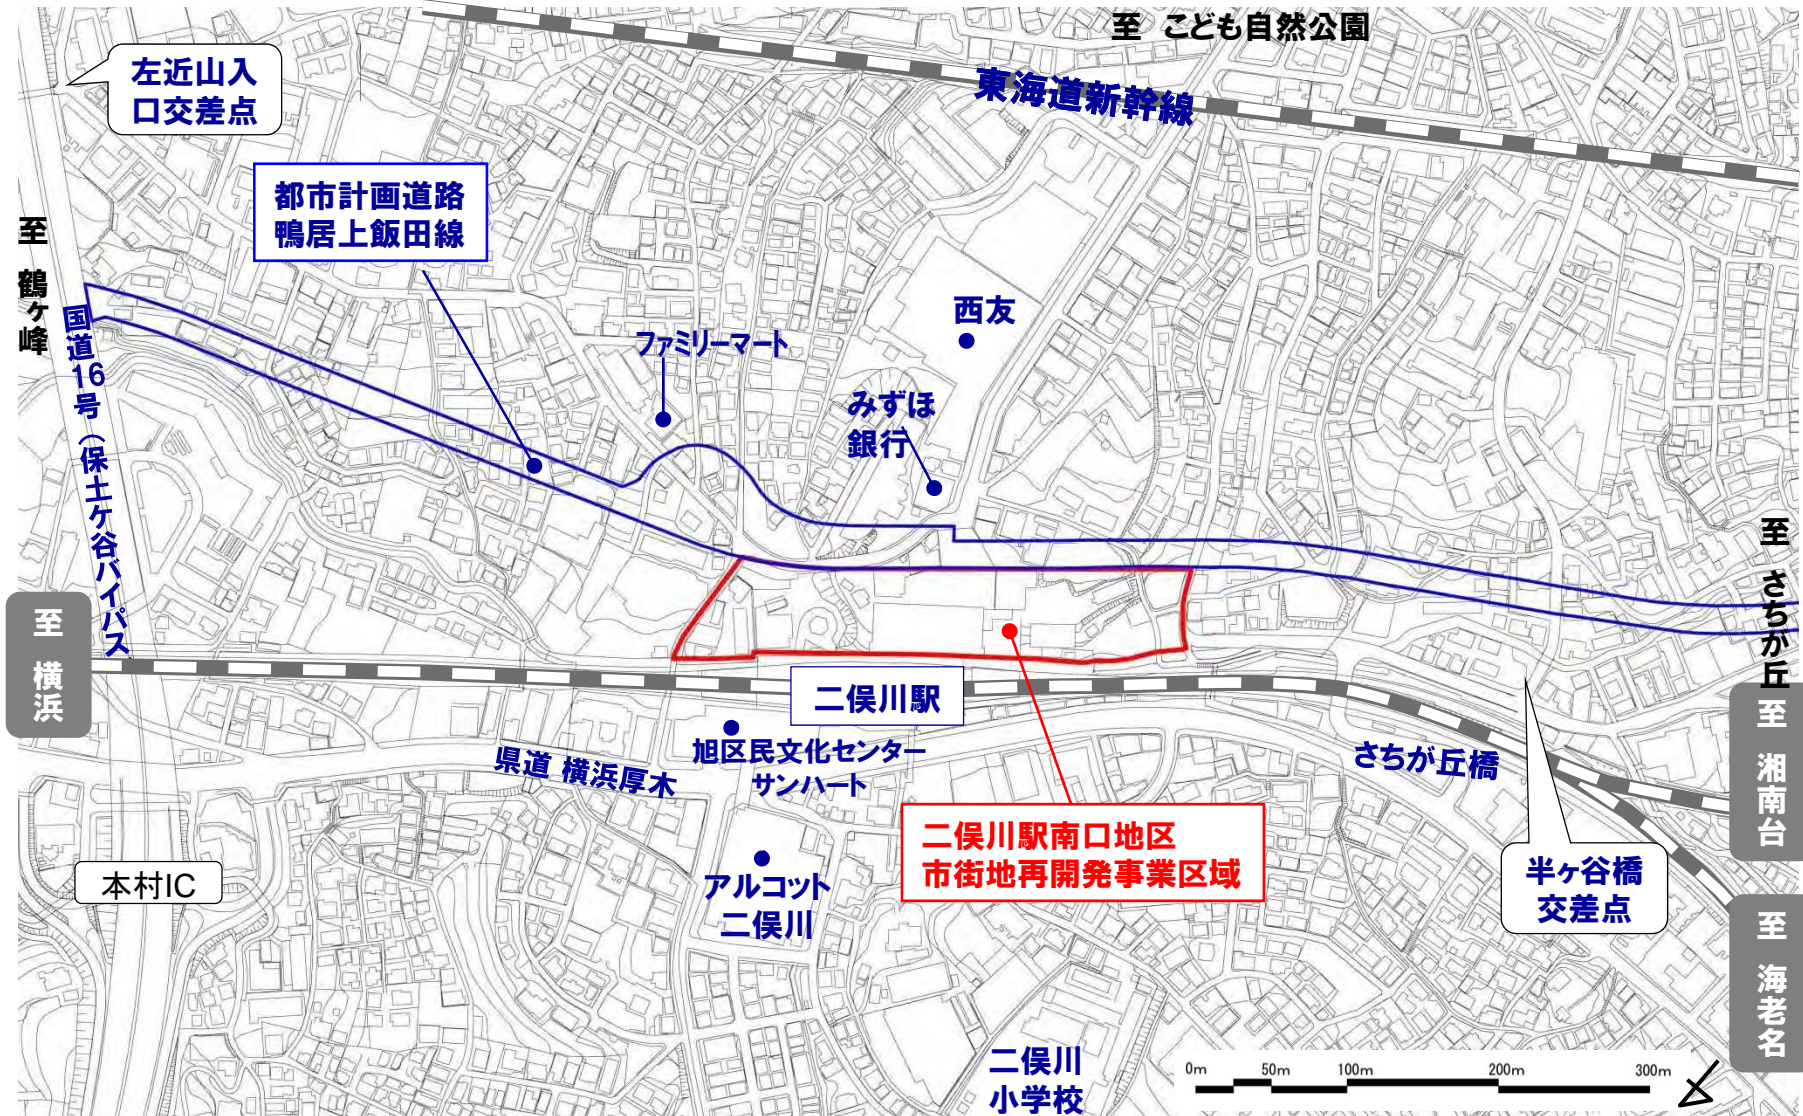 至 こども自然公園
東海道新幹線
左近山入
口交差点
都市計画道路
鴨居上飯田線
至 鶴ヶ峰
国道16号（保土ケ谷バイパス
ファミリーマート
西友
みずほ
銀行
至 さちが丘
至 横浜
二俣川駅
旭区民文化センター
サンハート
県道 横浜厚木
さちが丘橋
至 湘南台
二俣川駅南口地区
市街地再開発事業区域
本村IC
アルコット
二俣川
半ヶ谷橋
交差点
至 海老名
二俣川
小学校
0m 50m 100m 200m 300m